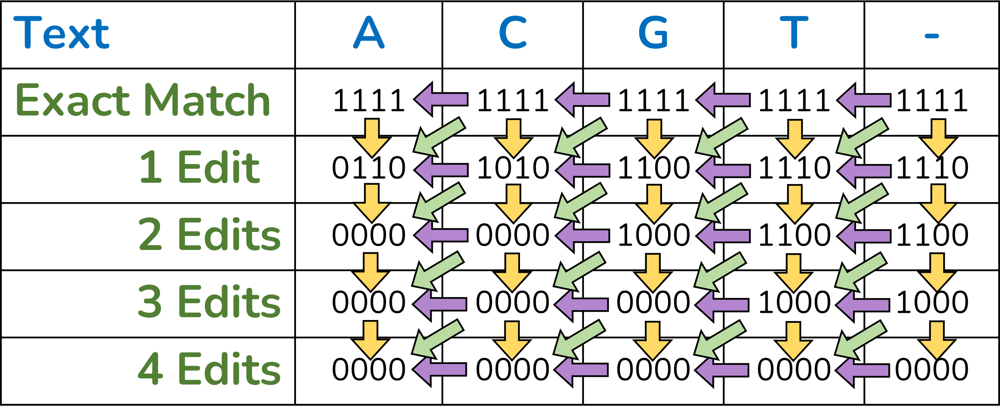 Text A C G T -
Exact Match 1111 1111 1111 1111 1111
1 Edit 0110 1010 1100 1110 1110
2 Edits 0000 0000 1000 1100 1100
3 Edits 0000 0000 0000 1000 1000
4 Edits 0000 0000 0000 0000 0000